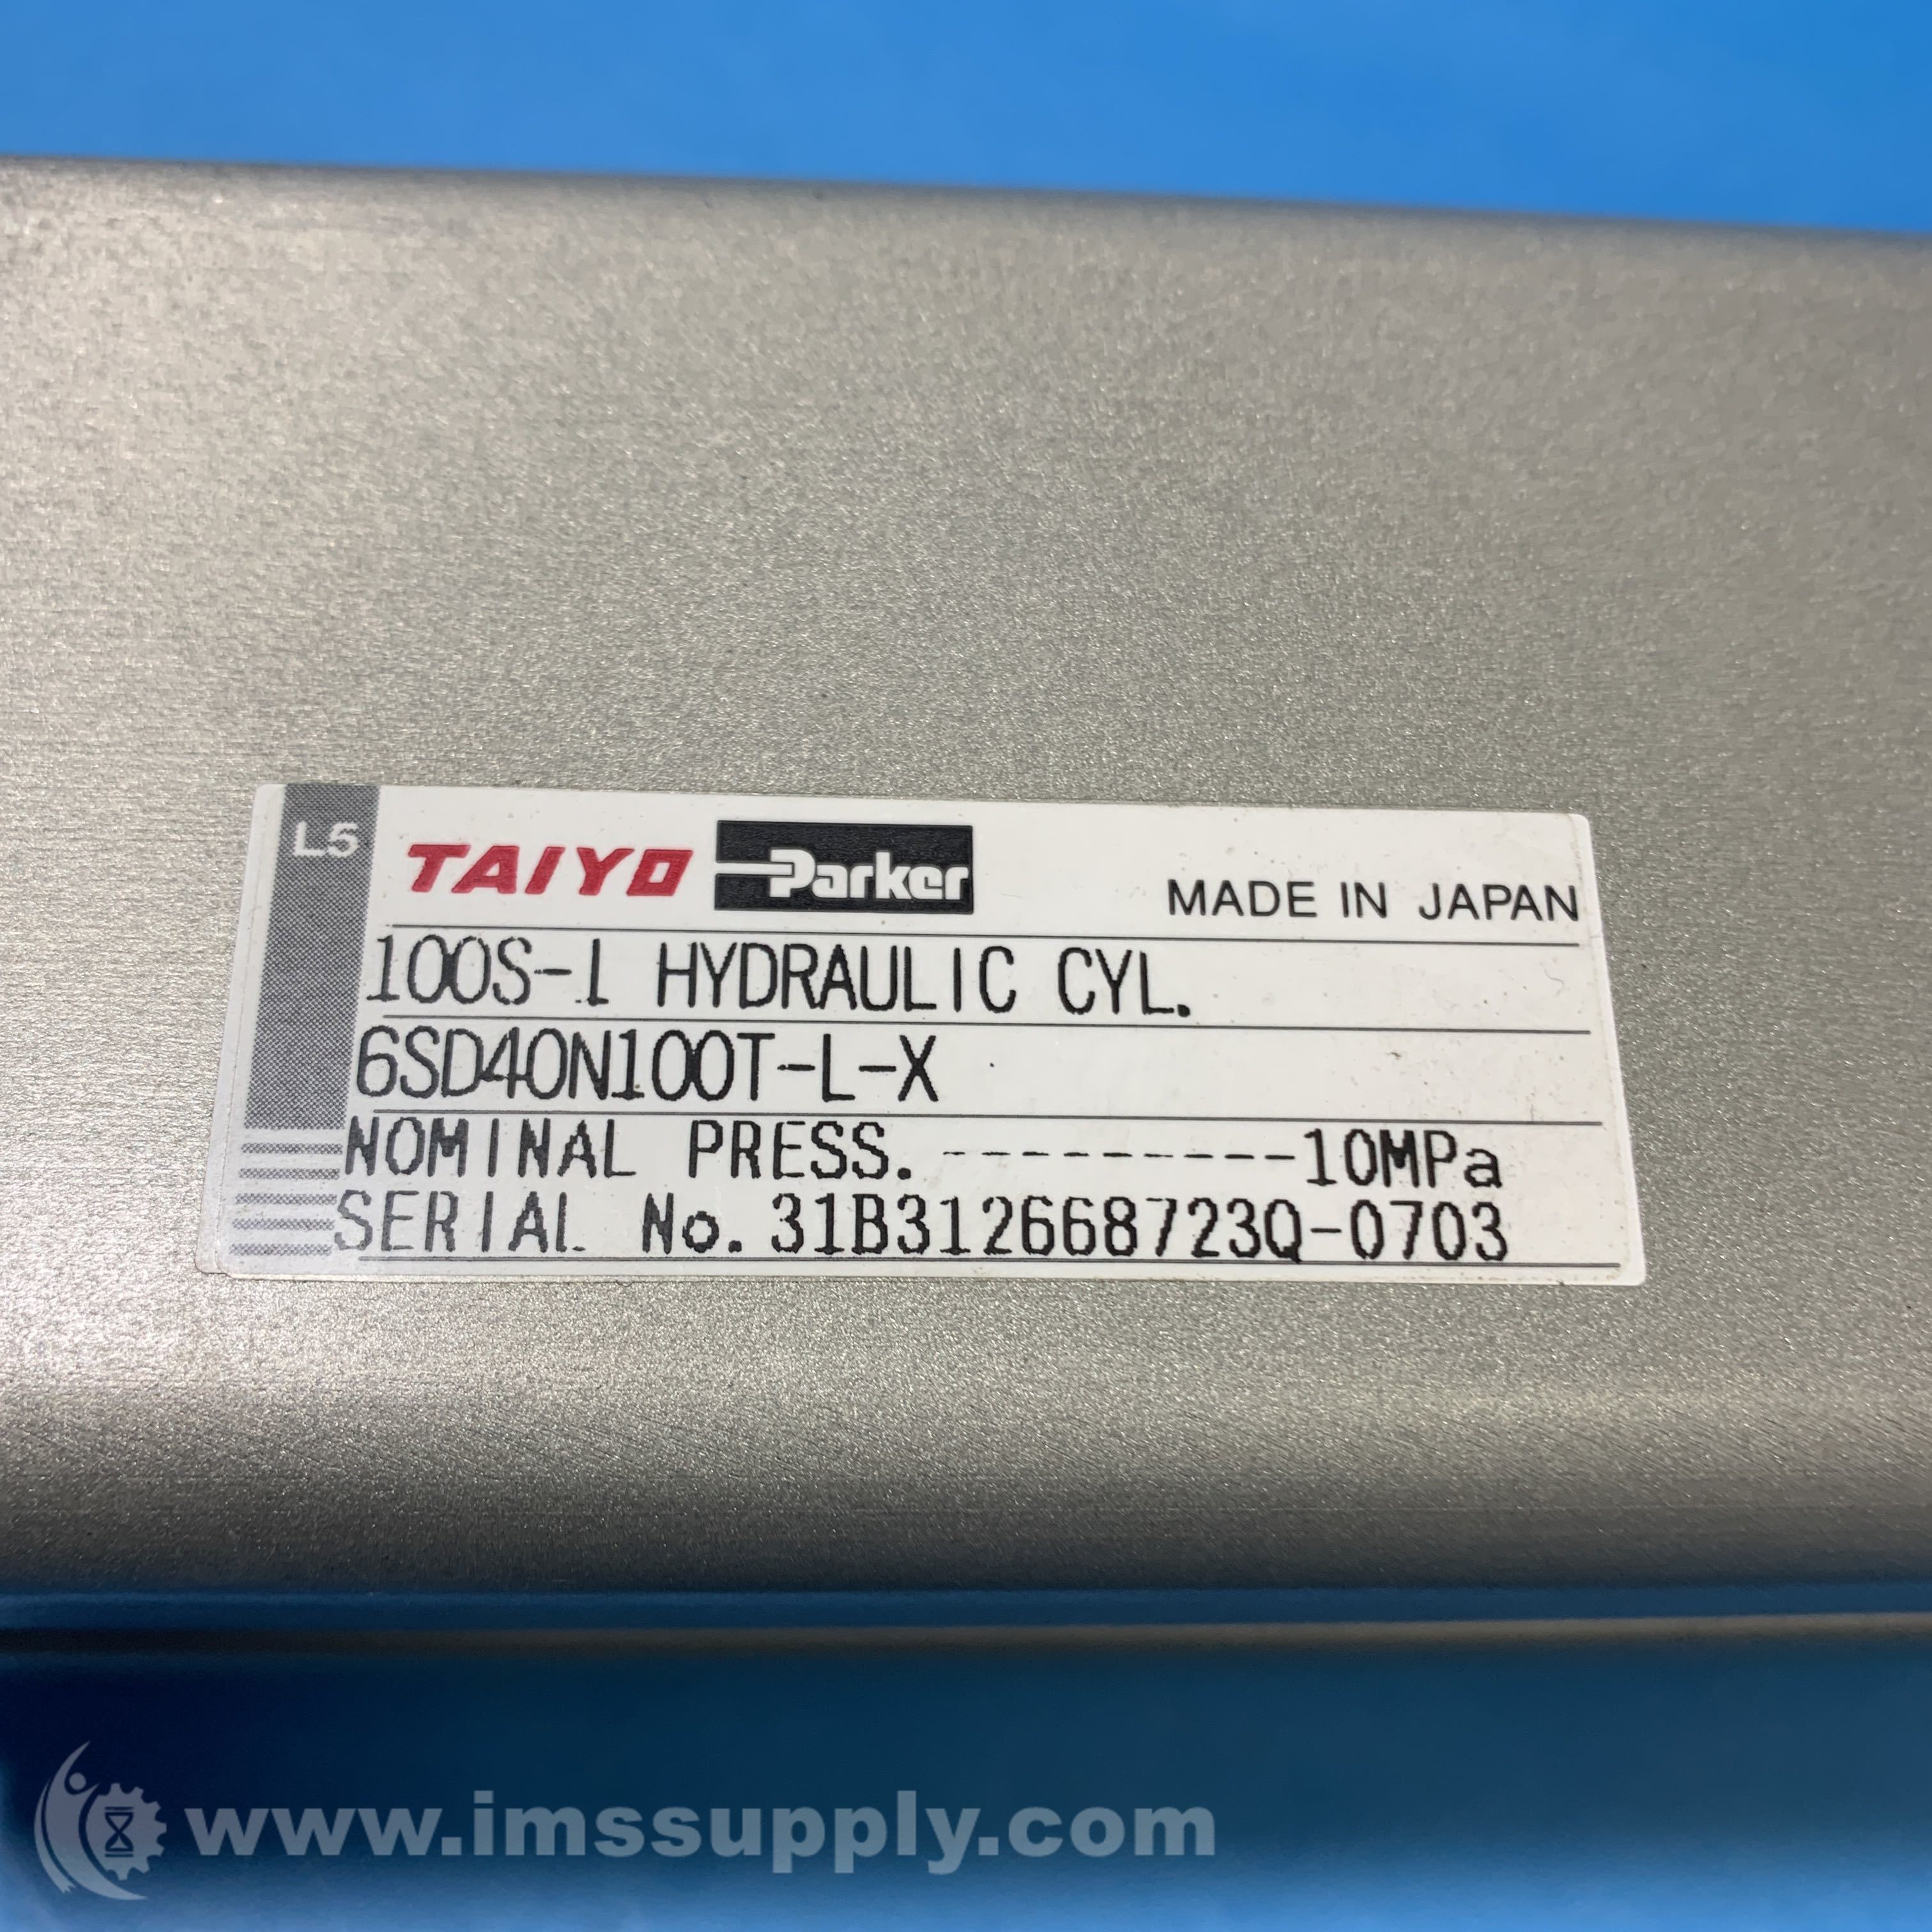 L5 TAIYO Parker MADE IN JAPAN
100S-1 HYDRAULIC CYL.
6SD40N100T-L-X
NOMINAL PRESS. ----------10MPa
SERIAL No. 31B3126687230-0703
www.imssupply.com